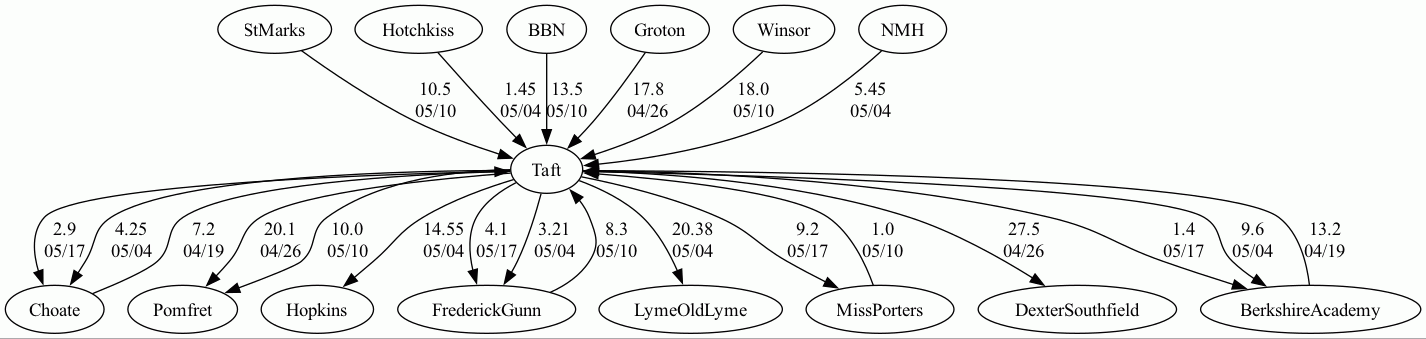 StMarks Hotchkiss BBN Groton Winsor NMH
10.5 1.45 13.5 17.8 18.0 5.45
05/10 05/04 05/10 04/26 05/10 05/04
Taft
2.9 4.25 7.2 20.1 10.0 14.55 4.1 3.21 8.3 20.38 9.2 1.0 27.5 1.4 9.6 13.2
05/17 05/04 04/19 04/26 05/10 05/04 05/17 05/04 05/10 05/04 05/17 05/10 04/26 05/17 05/04 04/19
Choate Pomfret Hopkins FrederickGunn LymeOldLyme MissPorters DexterSouthfield BerkshireAcademy